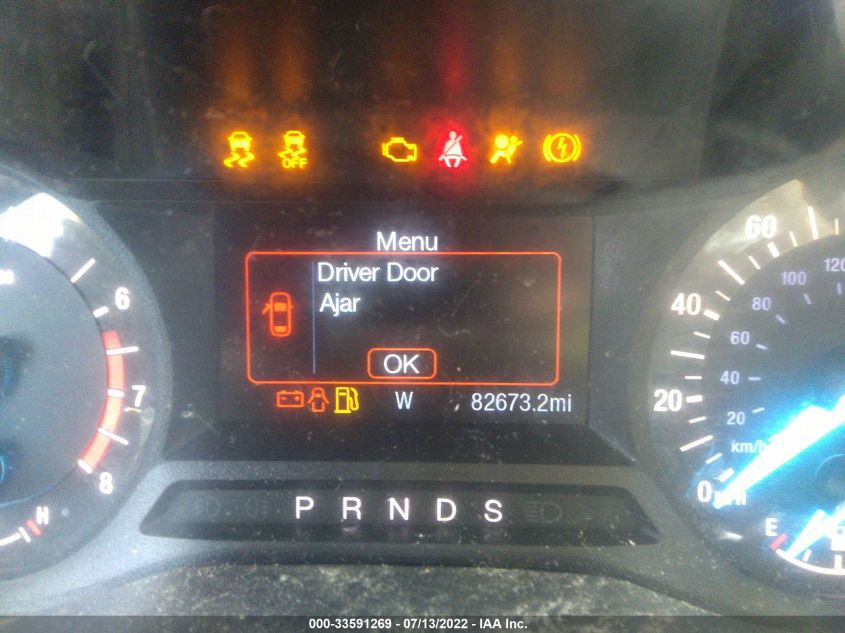 OFF
Menu
Driver Door
Ajar
OK
W 82673.2mi
6
7
8
H
60
40
20
0
120
100
80
60
40
20
km/h
E
P R N D S
000-33591269 - 07/13/2022 - IAA Inc.